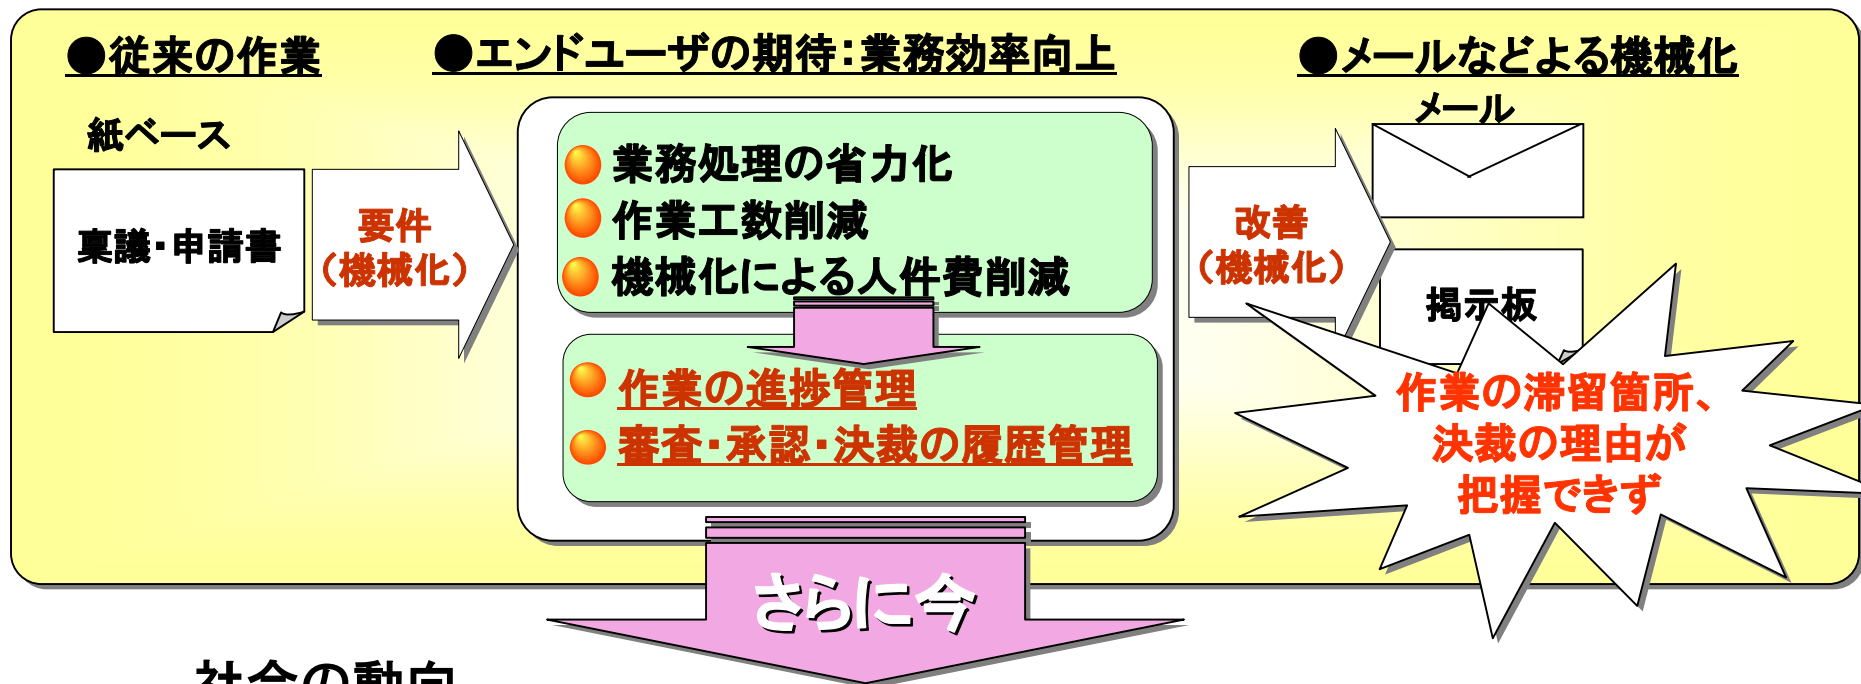 ●従来の作業
紙ベース
稟議・申請書
要件
(機械化)
●エンドユーザの期待:業務効率向上
業務処理の省力化
作業工数削減
機械化による人件費削減
作業の進捗管理
審査・承認・決裁の履歴管理
改善
(機械化)
●メールなどよる機械化
メール
掲示板
作業の滞留箇所、
決裁の理由が
把握できず
さらに今
社会の動向